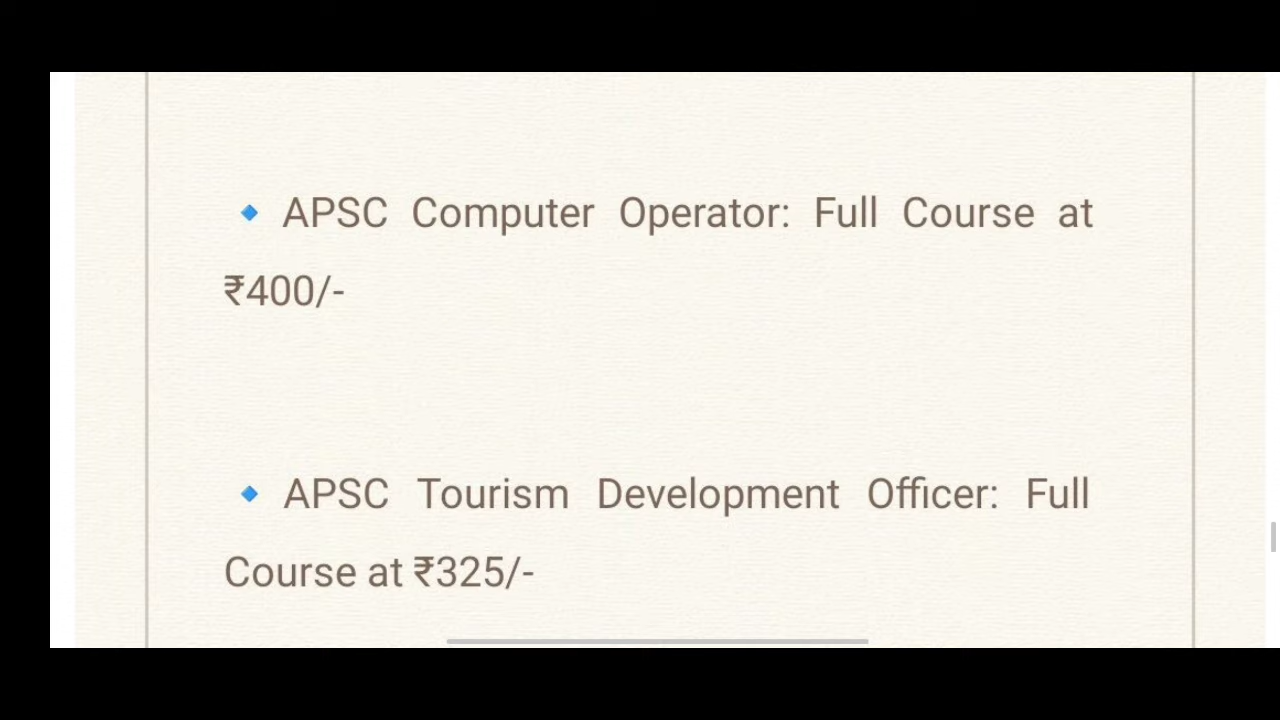 🔹 APSC Computer Operator: Full Course at
₹400/-
🔹 APSC Tourism Development Officer: Full
Course at ₹325/-